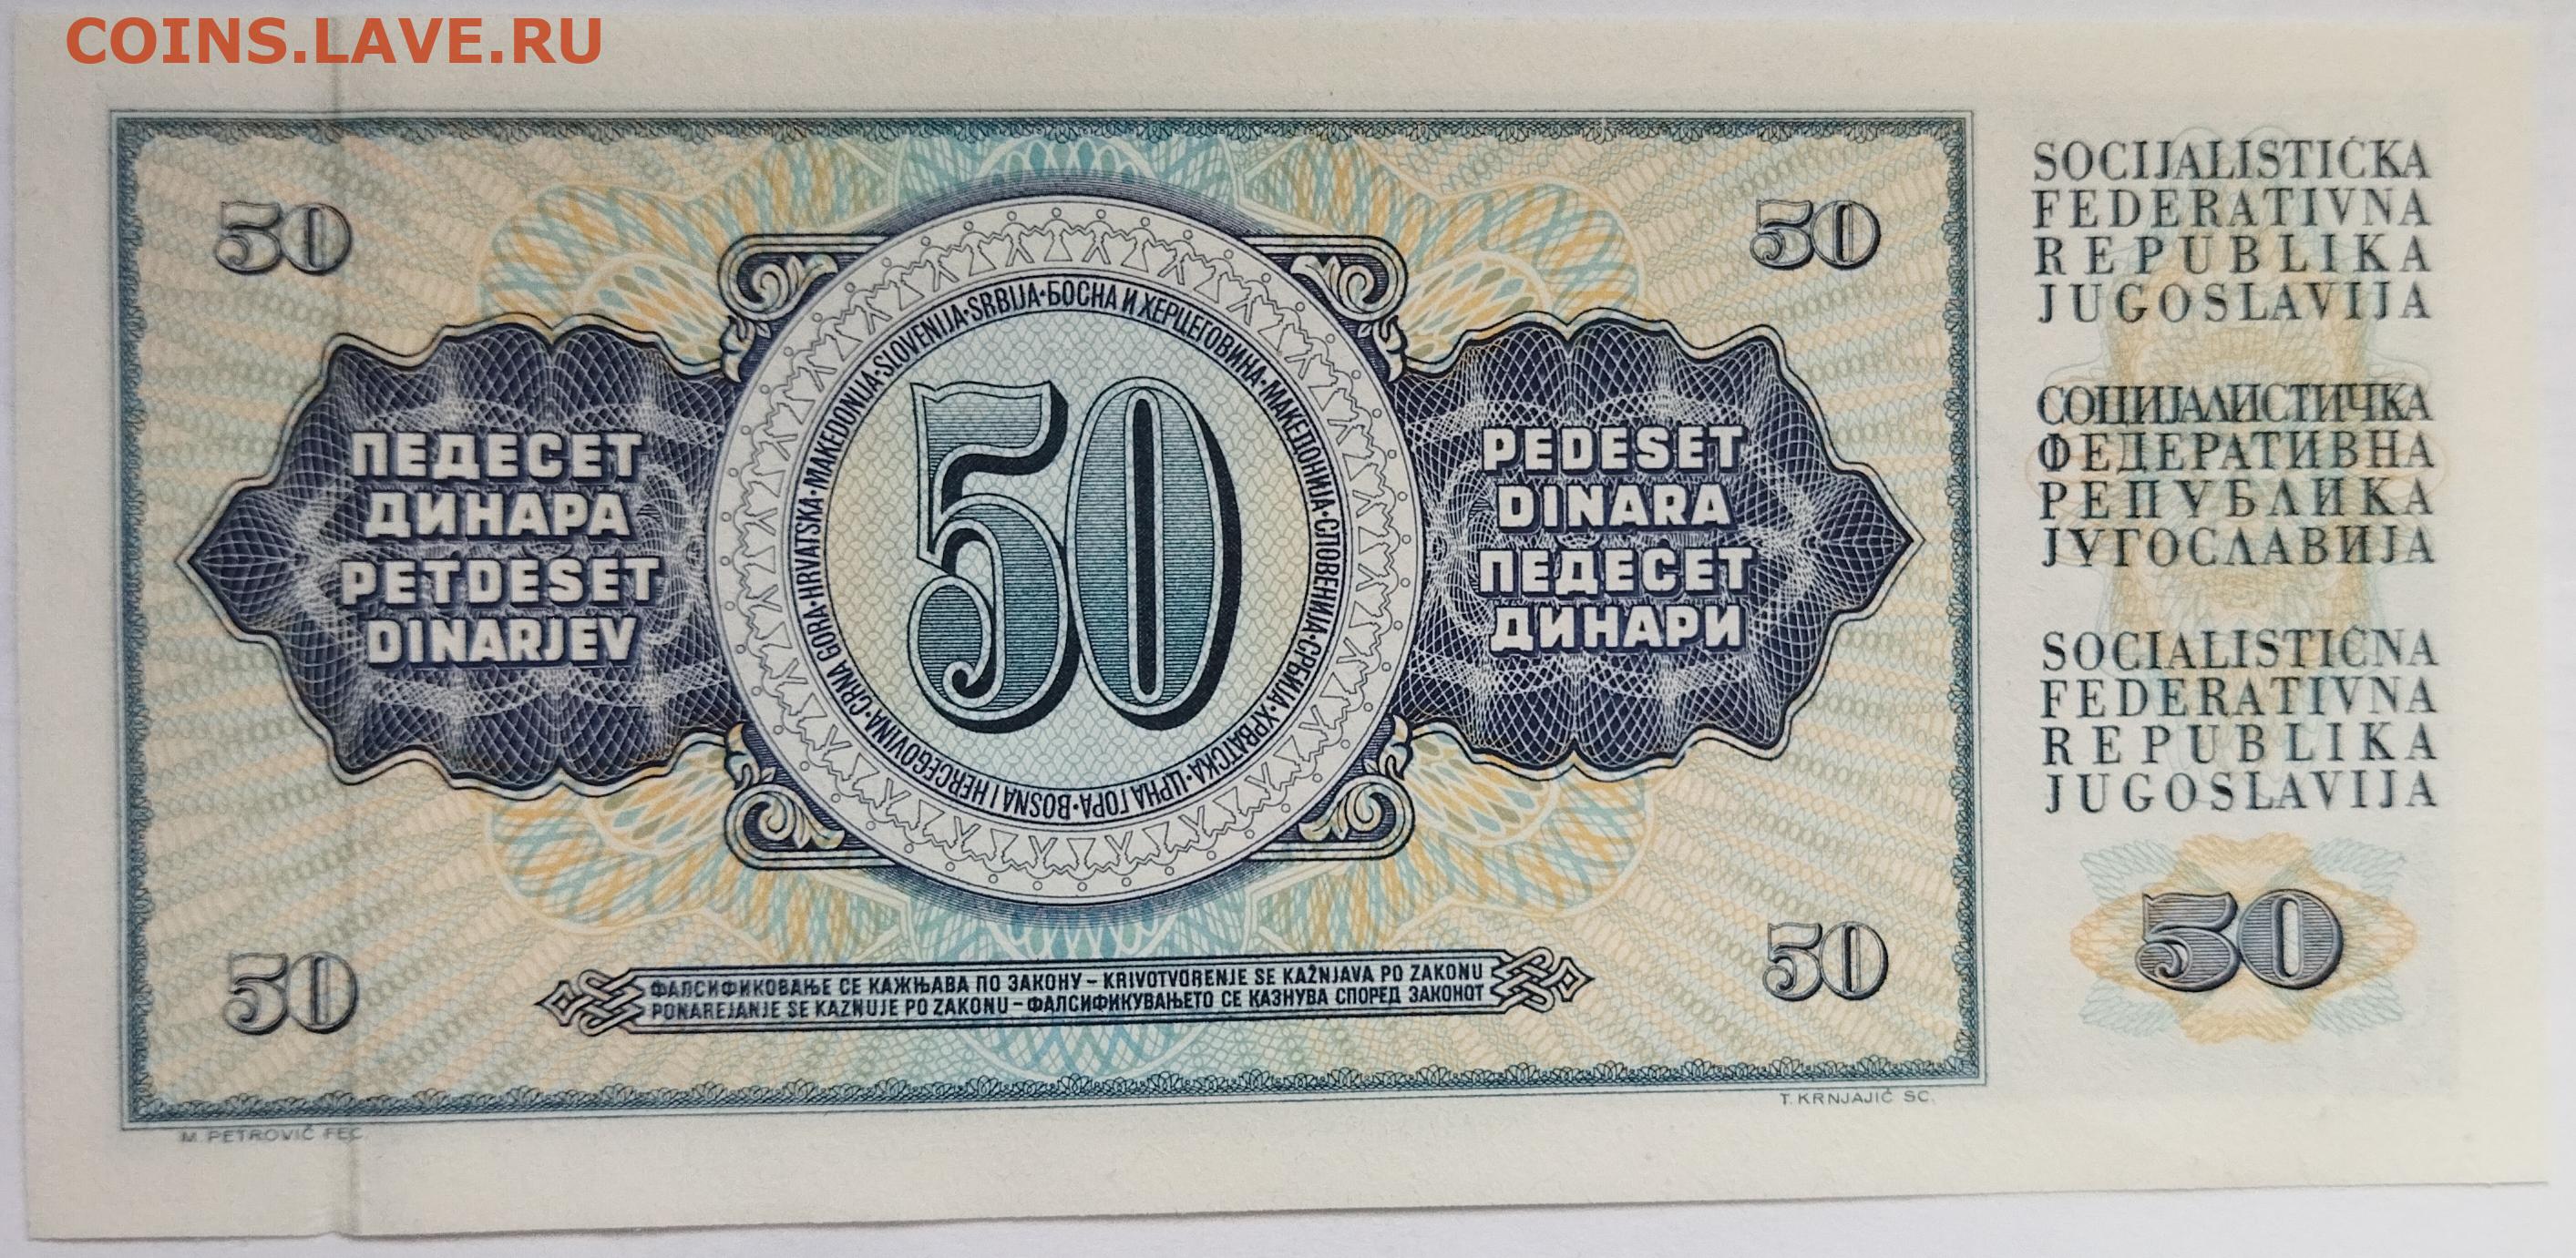 COINS.LAVE.RU
50
50
SOCIJALISTIČKA
FEDERATIVNA
REPUBLIKA
JUGOSLAVIJA
СОЦИЈАЛИСТИЧКА
ФЕДЕРАТИВНА
РЕПУБЛИКА
ЈУГОСЛАВИЈА
SOCIALISTIČNA
FEDERATIVNA
REPUBLIKA
JUGOSLAVIJA
50
ПЕДЕСЕТ
ДИНАРА
PETDESET
DINARJEV
CRNA GORA·HRVATSKA·MAKEDONIJA·SLOVENIJA·SRBIJA·БОСНА И ХЕРЦЕГОВИНА·МАКЕДОНИЈА·СЛОВЕНИЈА·СРБИЈА·ХРВАТСКА·ЦРНА ГОРА·BOSNA I HERCEGOVINA·
50
PEDESET
DINARA
ПЕДЕСЕТ
ДИНАРИ
50
50
ФАЛСИФИКОВАЊЕ СЕ КАЖЊАВА ПО ЗАКОНУ – KRIVOTVORENJE SE KAŽNJAVA PO ZAKONU
PONAREJANJE SE KAZNUJE PO ZAKONU – ФАЛСИФИКУВАЊЕТО СЕ КАЗНУВА СПОРЕД ЗАКОНОТ
M. PETROVIĆ FEC.
T. KRNJAJIĆ SC.